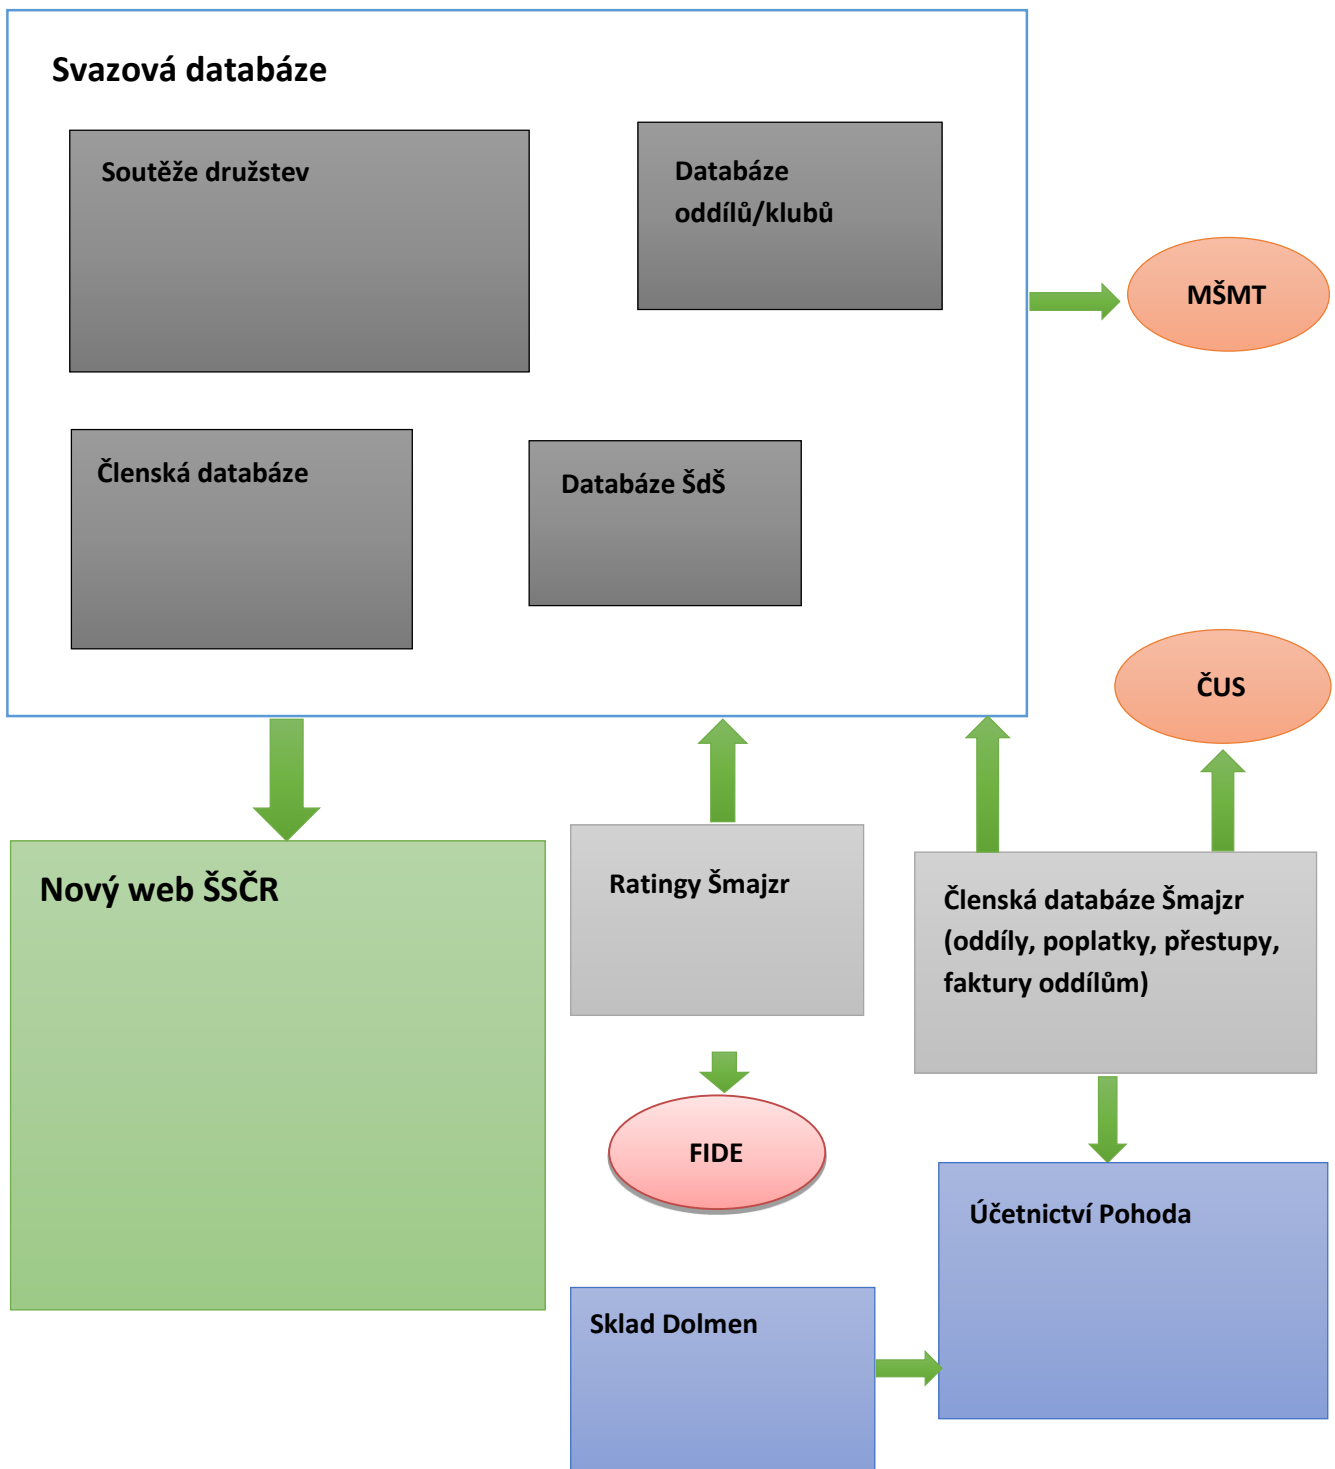 Svazová databáze
Soutěže družstev
Databáze
oddílů/klubů
MŠMT
Členská databáze
Databáze ŠdŠ
ČUS
Nový web ŠSČR
Ratingy Šmajzr
Členská databáze Šmajzr
(oddíly, poplatky, přestupy,
faktury oddílům)
FIDE
Účetnictví Pohoda
Sklad Dolmen